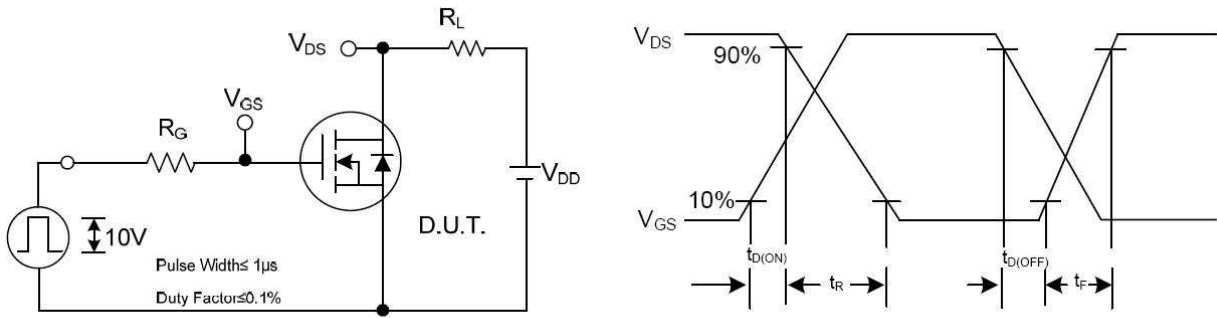 V_DS
R_L
V_GS
R_G
V_DD
10V
D.U.T.
Pulse Width≤ 1μs
Duty Factor≤0.1%
V_DS
90%
10%
V_GS
t_D(ON)
t_R
t_D(OFF)
t_F